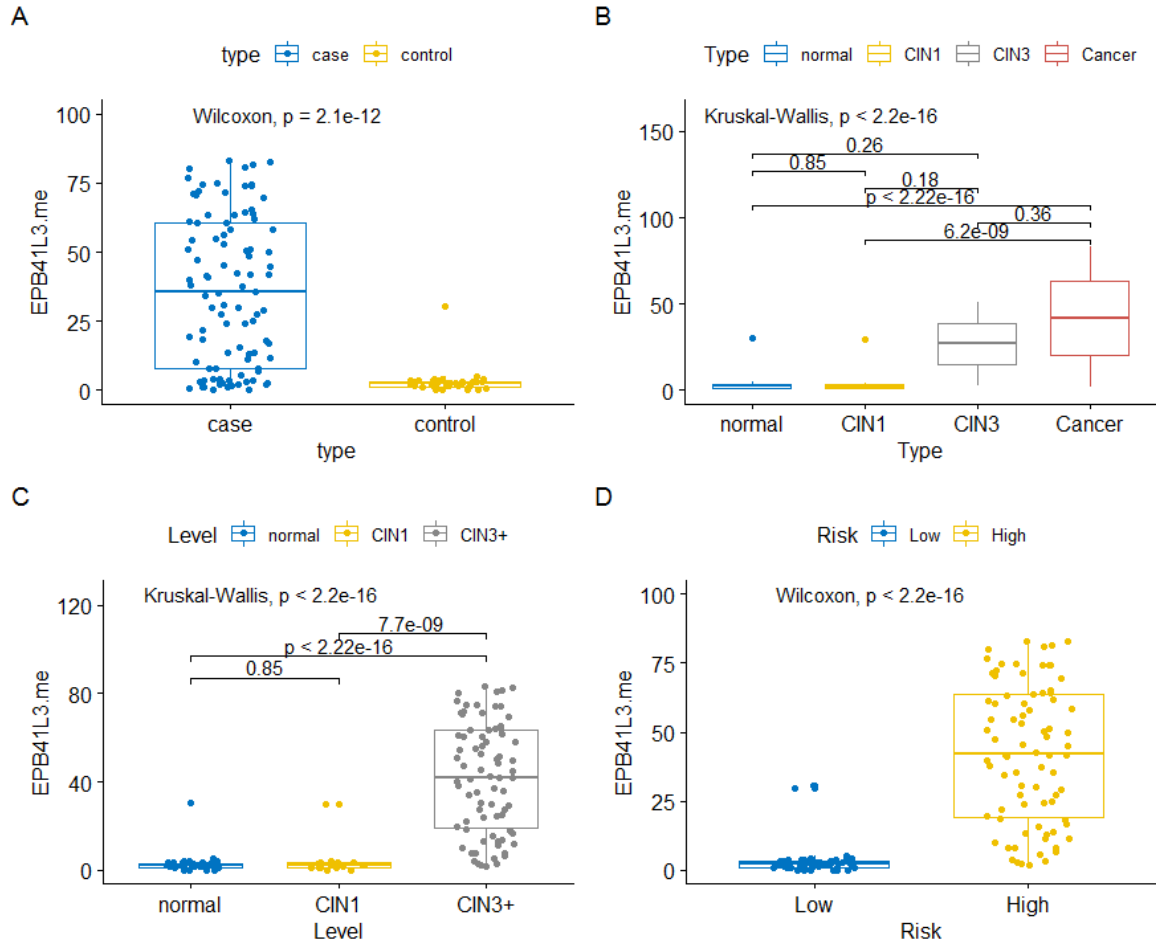 A
type case control
Wilcoxon, p = 2.1e-12
100
75
50
25
0
EPB41L3.me
case control
type
B
Type normal CIN1 CIN3 Cancer
Kruskal-Wallis, p < 2.2e-16
0.26
0.85
0.18
p < 2.22e-16
0.36
6.2e-09
150
100
50
0
EPB41L3.me
normal CIN1 CIN3 Cancer
Type
C
Level normal CIN1 CIN3+
Kruskal-Wallis, p < 2.2e-16
7.7e-09
p < 2.22e-16
0.85
120
80
40
0
EPB41L3.me
normal CIN1 CIN3+
Level
D
Risk Low High
Wilcoxon, p < 2.2e-16
100
75
50
25
0
EPB41L3.me
Low High
Risk